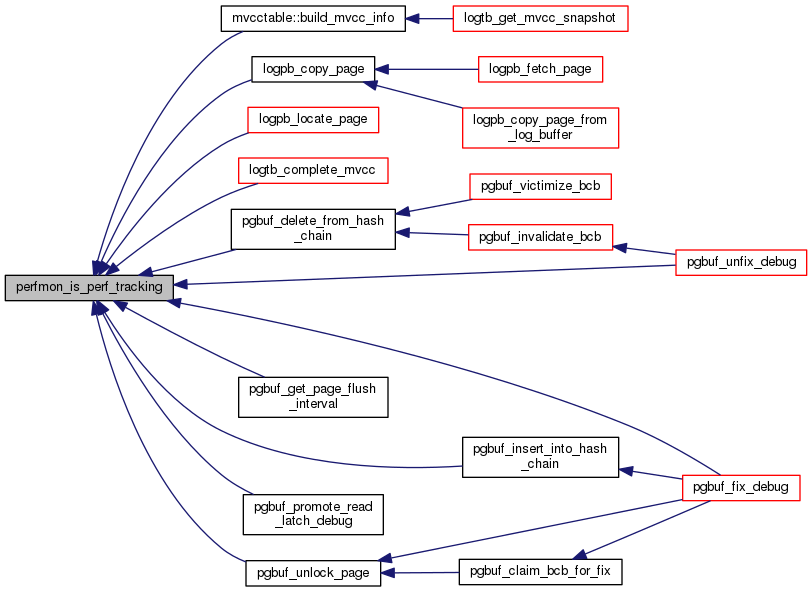 mvcctable::build_mvcc_info
logtb_get_mvcc_snapshot
logpb_copy_page
logpb_fetch_page
logpb_copy_page_from
_log_buffer
logpb_locate_page
logtb_complete_mvcc
pgbuf_victimize_bcb
pgbuf_delete_from_hash
_chain
pgbuf_invalidate_bcb
pgbuf_unfix_debug
perfmon_is_perf_tracking
pgbuf_get_page_flush
_interval
pgbuf_insert_into_hash
_chain
pgbuf_fix_debug
pgbuf_promote_read
_latch_debug
pgbuf_unlock_page
pgbuf_claim_bcb_for_fix